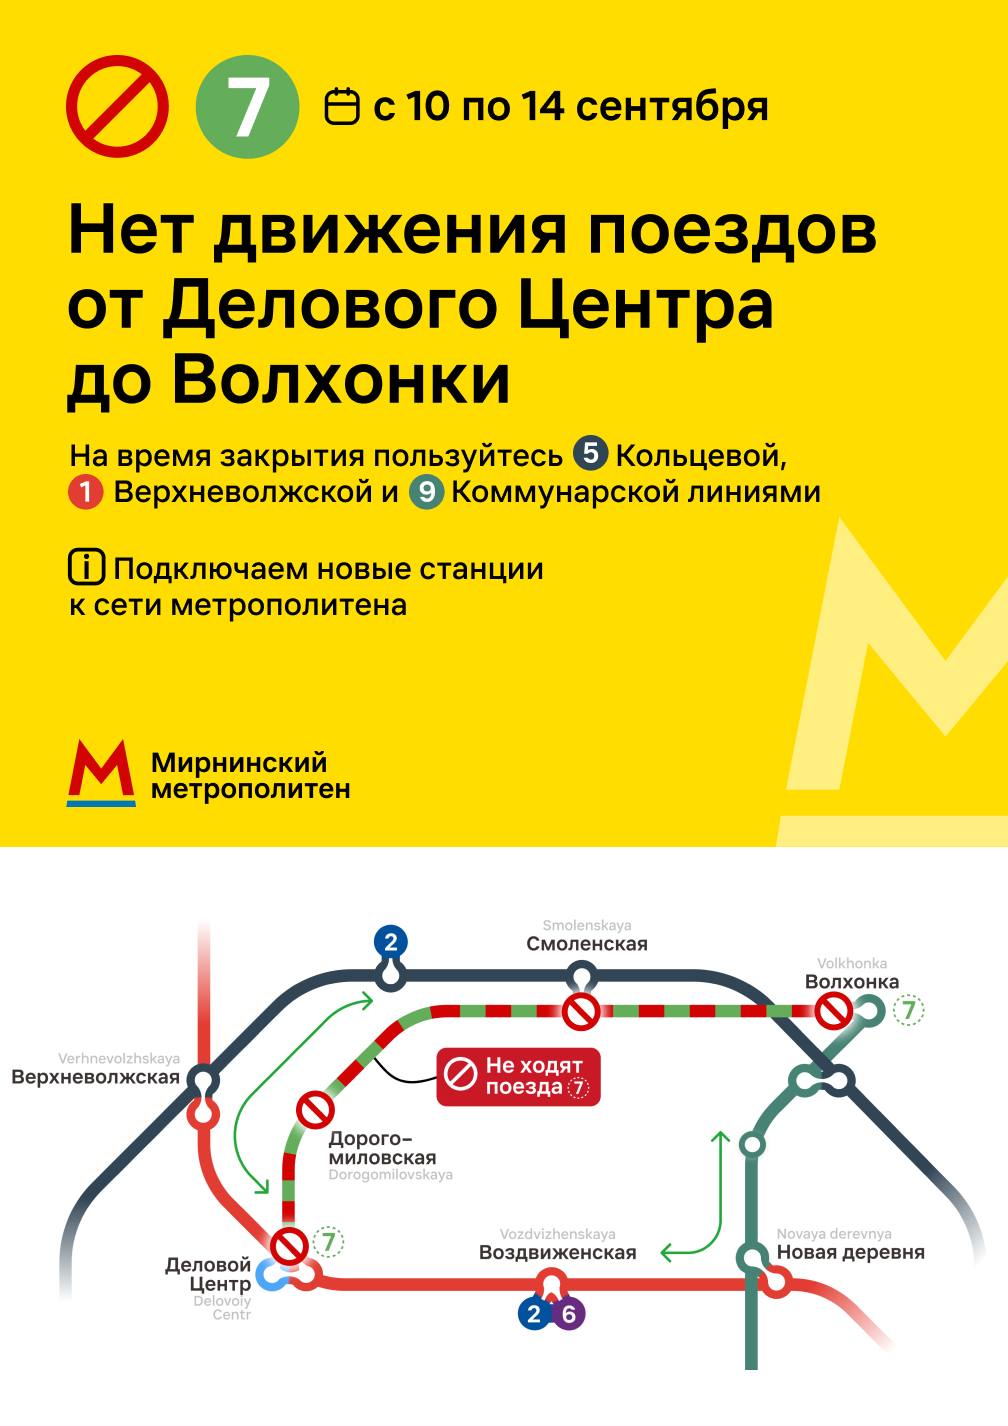 7 с 10 по 14 сентября
Нет движения поездов
от Делового Центра
до Волхонки
На время закрытия пользуйтесь 5 Кольцевой,
1 Верхневолжской и 9 Коммунарской линиями
i Подключаем новые станции
к сети метрополитена
М Мирнинский
метрополитен
2
Smolenskaya
Смоленская
Volkhonka
Волхонка
7
Verhnevolzhskaya
Верхневолжская
Не ходят
поезда 7
Дорого-
миловская
Dorogomilovskaya
7
Деловой
Центр
Delovoiy
Centr
Vozdvizhenskaya
Воздвиженская
2 6
Novaya derevnya
Новая деревня